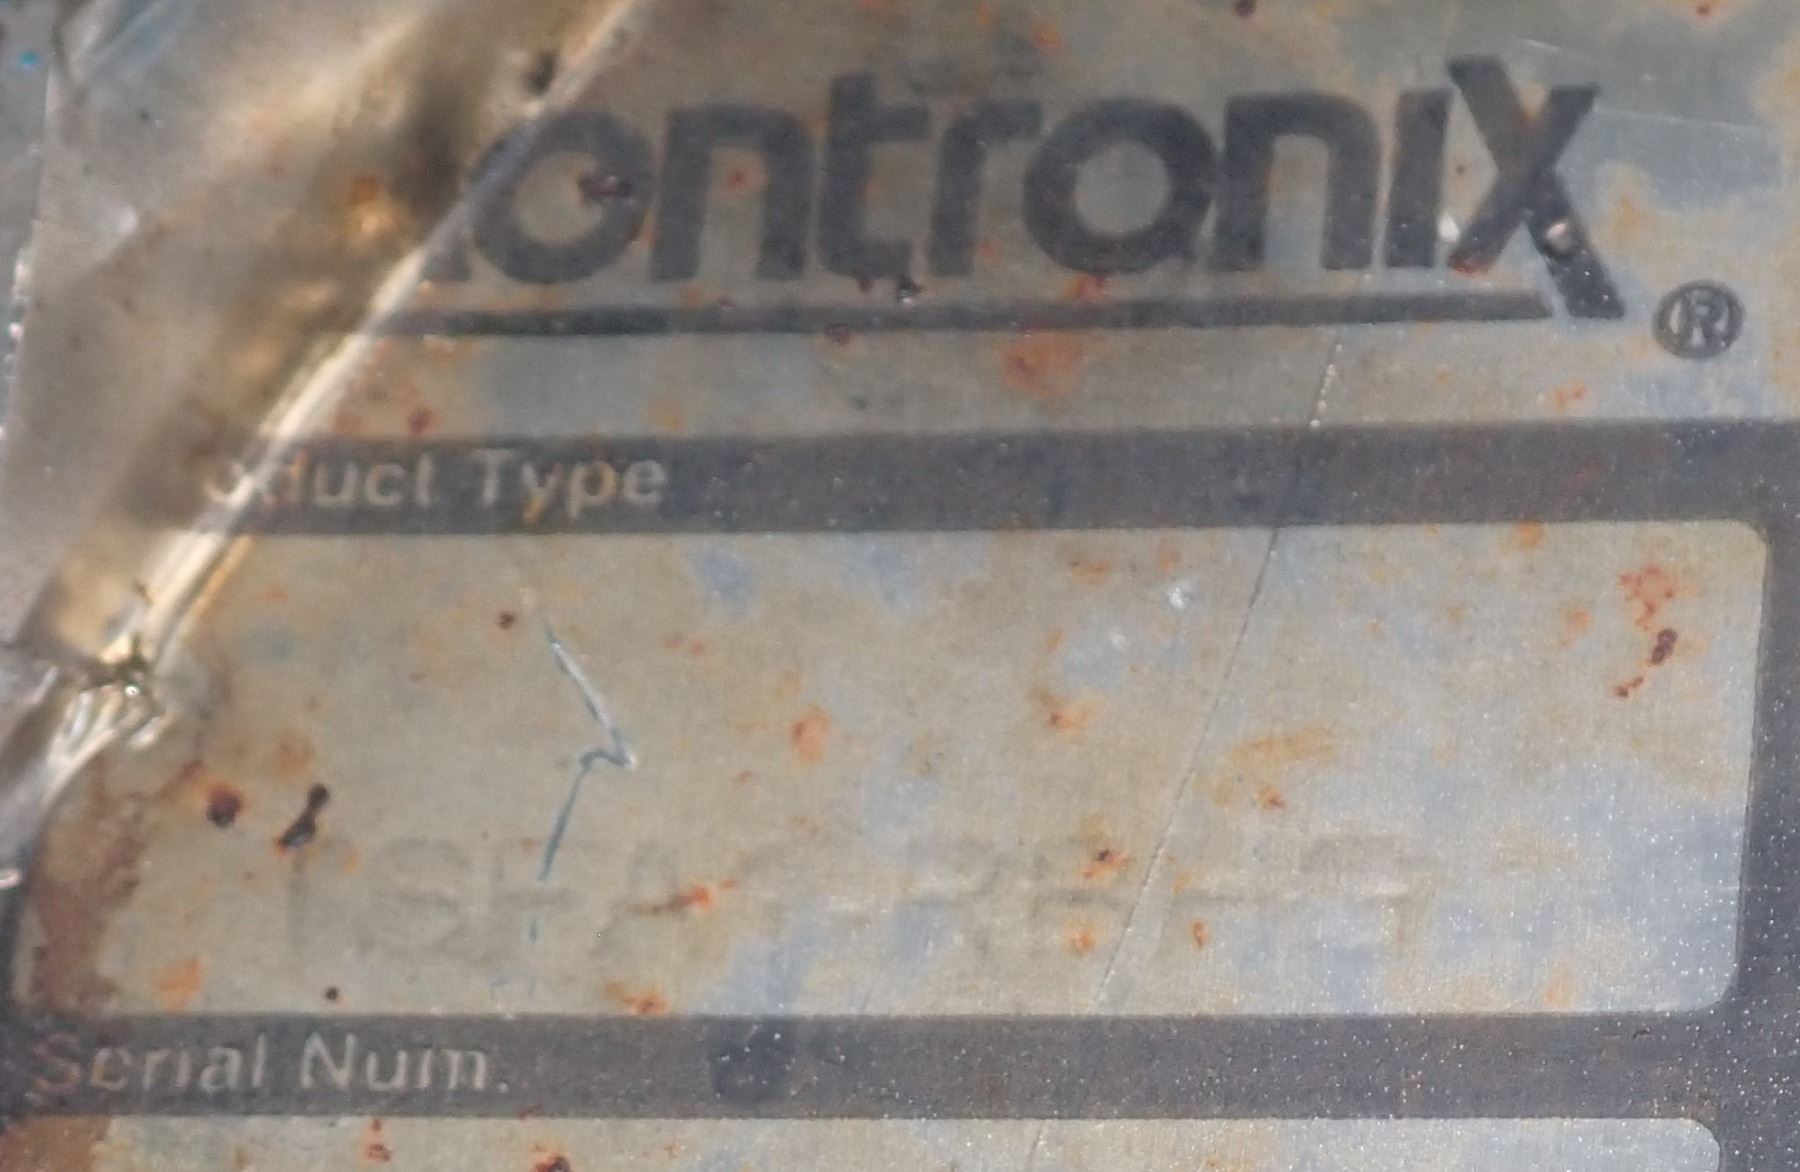 ontronix®
oduct Type
Serial Num.